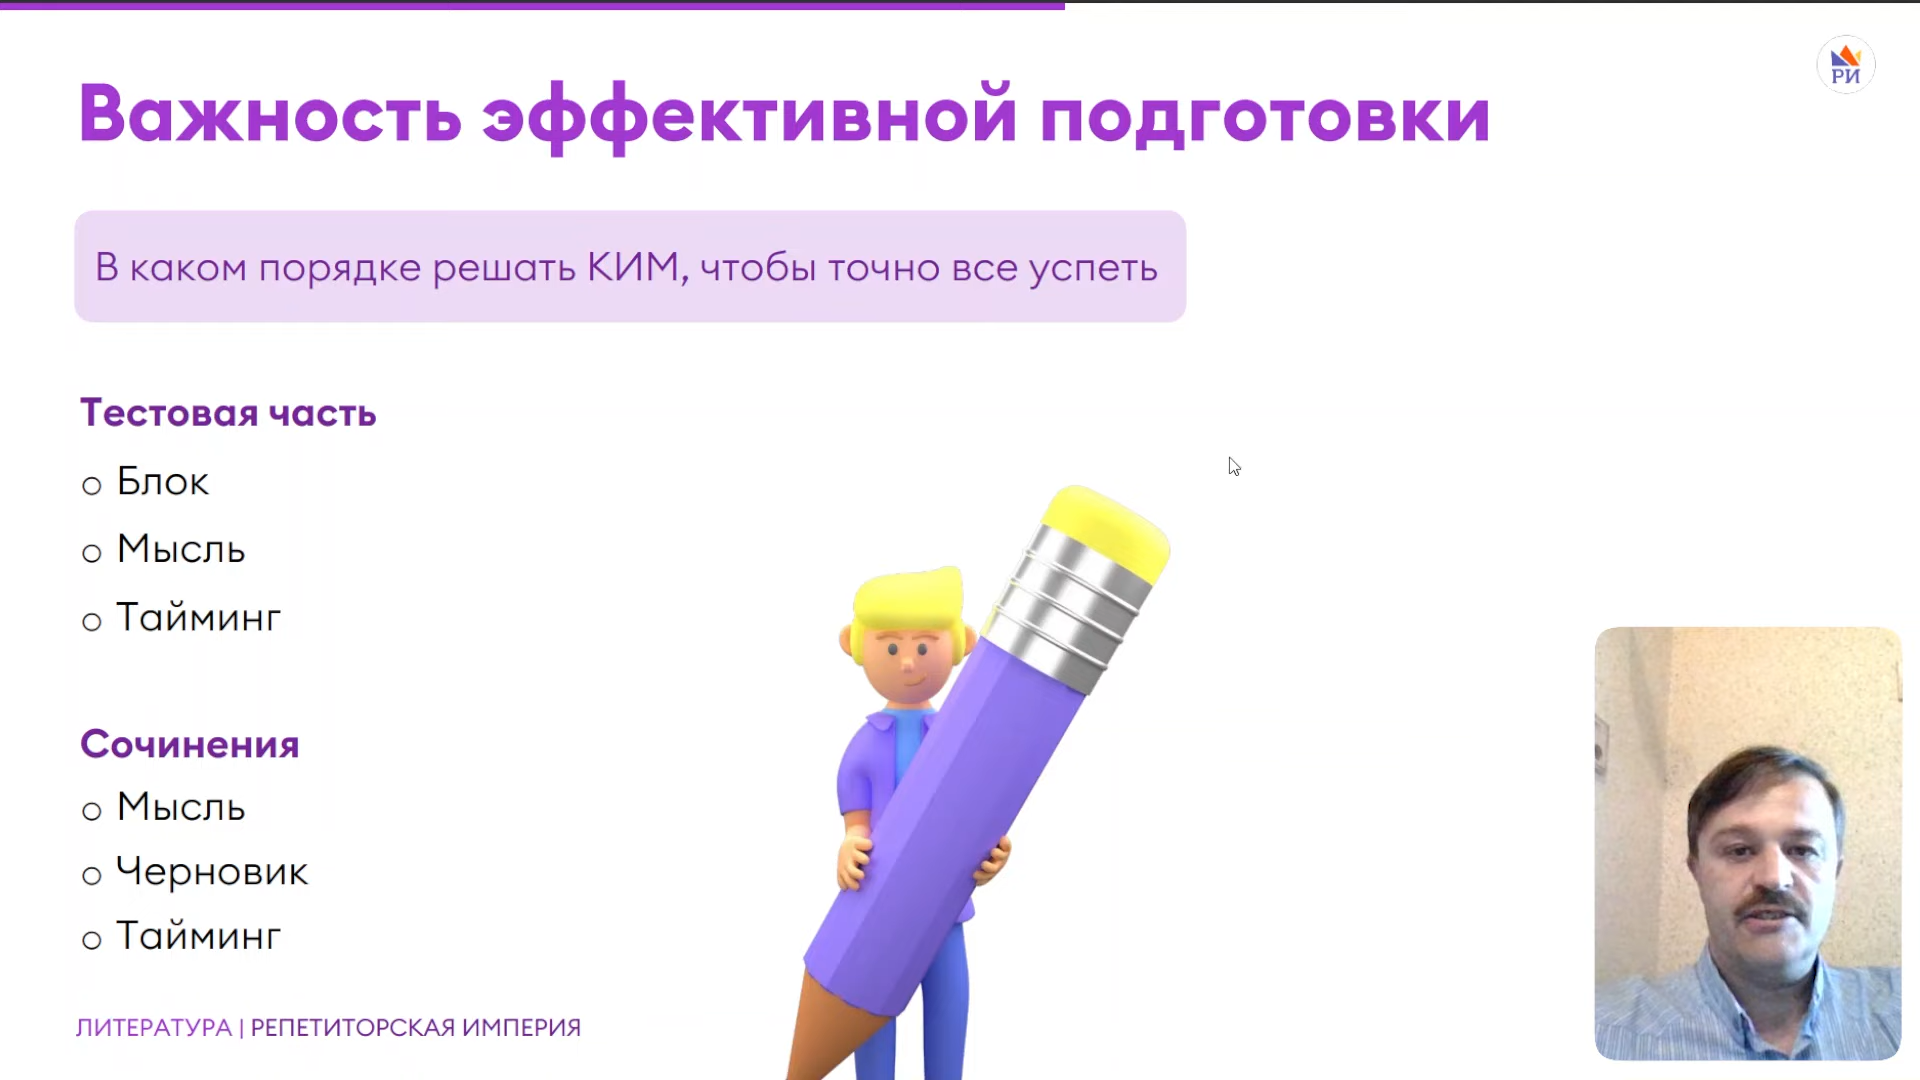 РИ
Важность эффективной подготовки
В каком порядке решать КИМ, чтобы точно все успеть
Тестовая часть
Блок
Мысль
Тайминг
Сочинения
Мысль
Черновик
Тайминг
ЛИТЕРАТУРА | РЕПЕТИТОРСКАЯ ИМПЕРИЯ